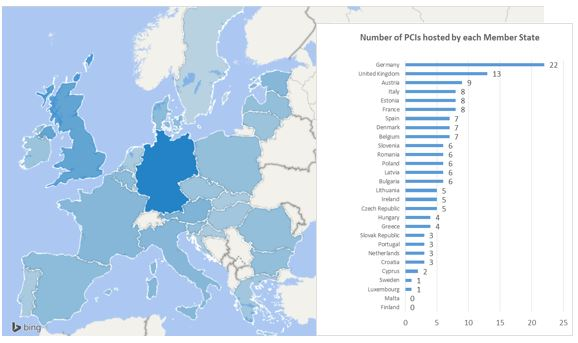 Number of PCIs hosted by each Member State
Germany 22
United Kingdom 13
Austria 9
Italy 8
Estonia 8
France 8
Spain 7
Denmark 7
Belgium 7
Slovenia 6
Romania 6
Poland 6
Latvia 6
Bulgaria 6
Lithuania 5
Ireland 5
Czech Republic 5
Hungary 4
Greece 4
Slovak Republic 3
Portugal 3
Netherlands 3
Croatia 3
Cyprus 2
Sweden 1
Luxembourg 1
Malta 0
Finland 0
0 5 10 15 20 25
bing